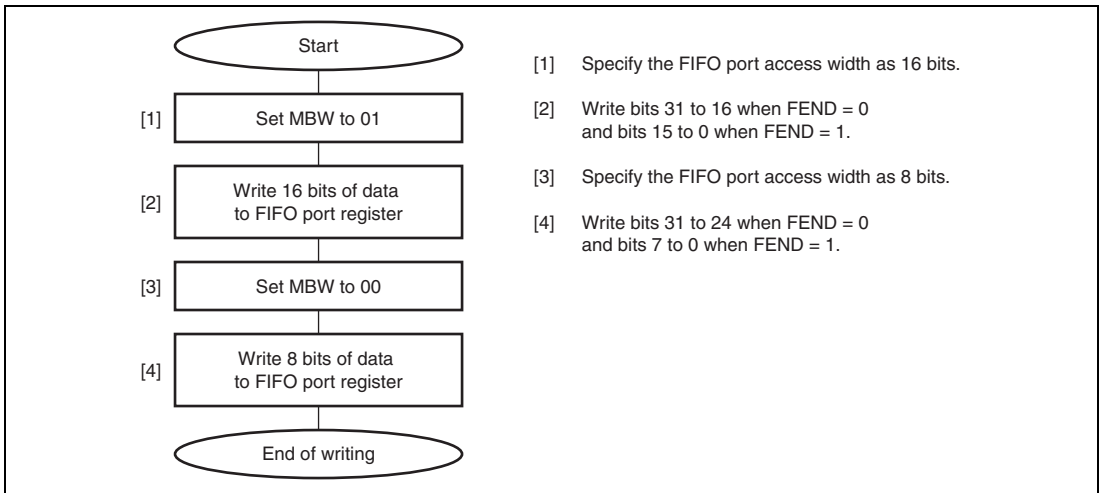 Start
[1] Set MBW to 01
[2] Write 16 bits of data
to FIFO port register
[3] Set MBW to 00
[4] Write 8 bits of data
to FIFO port register
End of writing
[1] Specify the FIFO port access width as 16 bits.
[2] Write bits 31 to 16 when FEND = 0
and bits 15 to 0 when FEND = 1.
[3] Specify the FIFO port access width as 8 bits.
[4] Write bits 31 to 24 when FEND = 0
and bits 7 to 0 when FEND = 1.